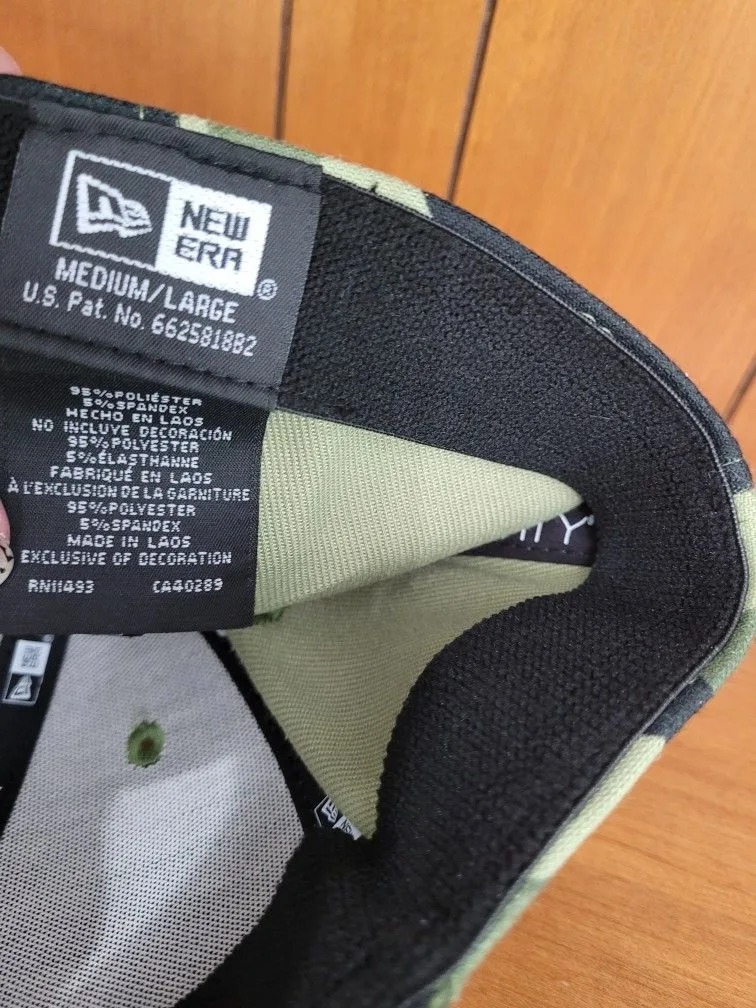 NEW
ERA
®
MEDIUM/LARGE
U.S. Pat. No. 6625818B2
95%POLIÉSTER
5%SPANDEX
HECHO EN LAOS
NO INCLUYE DECORACIÓN
95%POLYESTER
5%ÉLASTHANNE
FABRIQUÉ EN LAOS
À L'EXCLUSION DE LA GARNITURE
95%POLYESTER
5%SPANDEX
MADE IN LAOS
EXCLUSIVE OF DECORATION
RN11493 CA40289